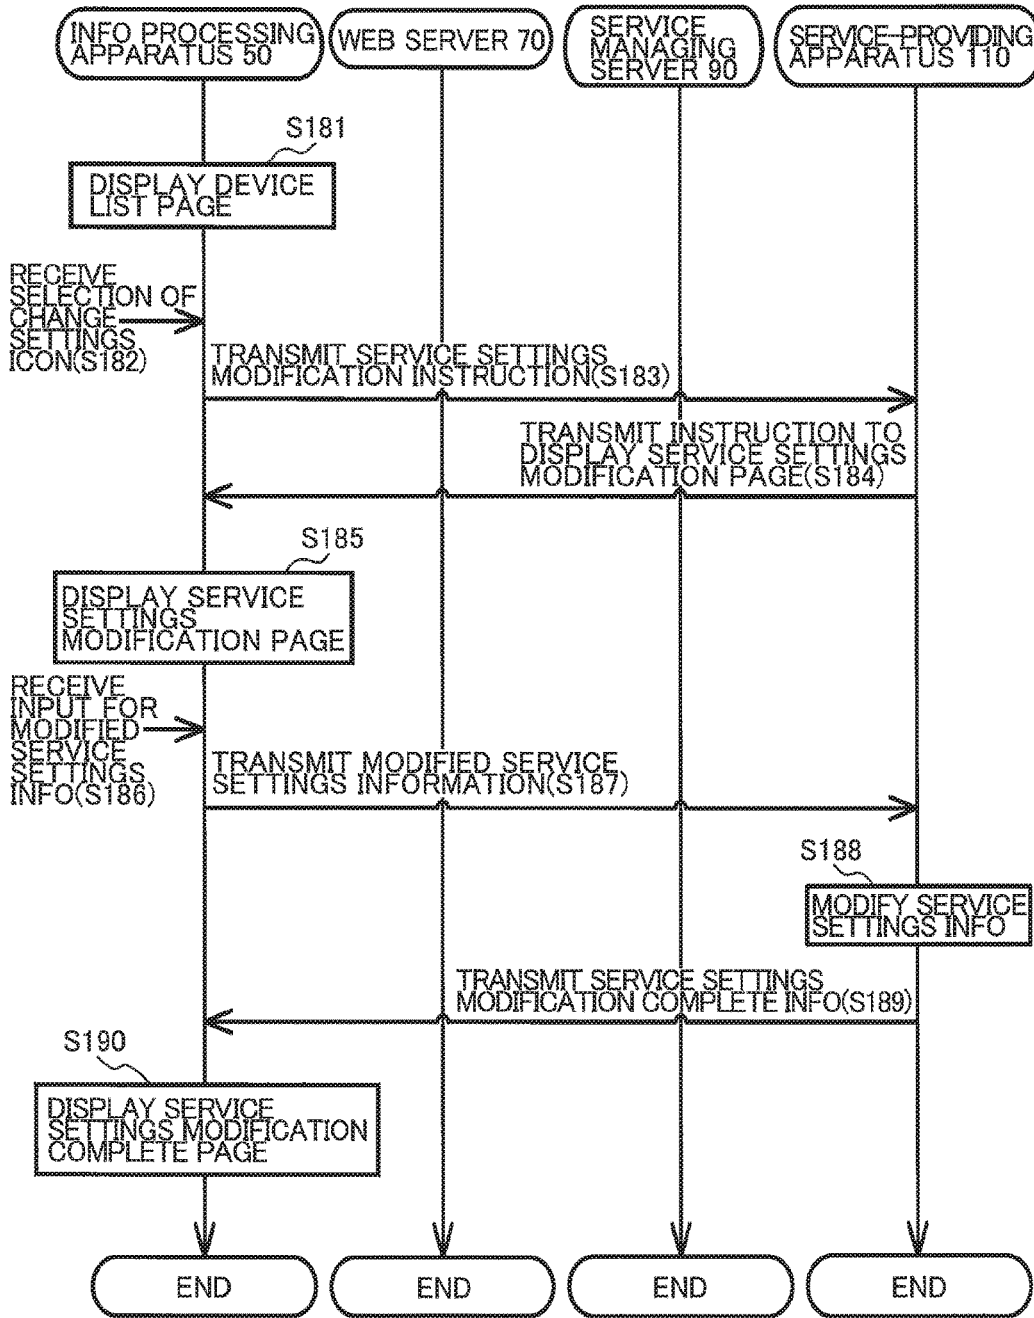 INFO PROCESSING
APPARATUS 50
WEB SERVER 70
SERVICE
MANAGING
SERVER 90
SERVICE-PROVIDING
APPARATUS 110
S181
DISPLAY DEVICE
LIST PAGE
RECEIVE
SELECTION OF
CHANGE
SETTINGS
ICON(S182)
TRANSMIT SERVICE SETTINGS
MODIFICATION INSTRUCTION(S183)
TRANSMIT INSTRUCTION TO
DISPLAY SERVICE SETTINGS
MODIFICATION PAGE(S184)
S185
DISPLAY SERVICE
SETTINGS
MODIFICATION PAGE
RECEIVE
INPUT FOR
MODIFIED
SERVICE
SETTINGS
INFO(S186)
TRANSMIT MODIFIED SERVICE
SETTINGS INFORMATION(S187)
S188
MODIFY SERVICE
SETTINGS INFO
TRANSMIT SERVICE SETTINGS
MODIFICATION COMPLETE INFO(S189)
S190
DISPLAY SERVICE
SETTINGS MODIFICATION
COMPLETE PAGE
END
END
END
END